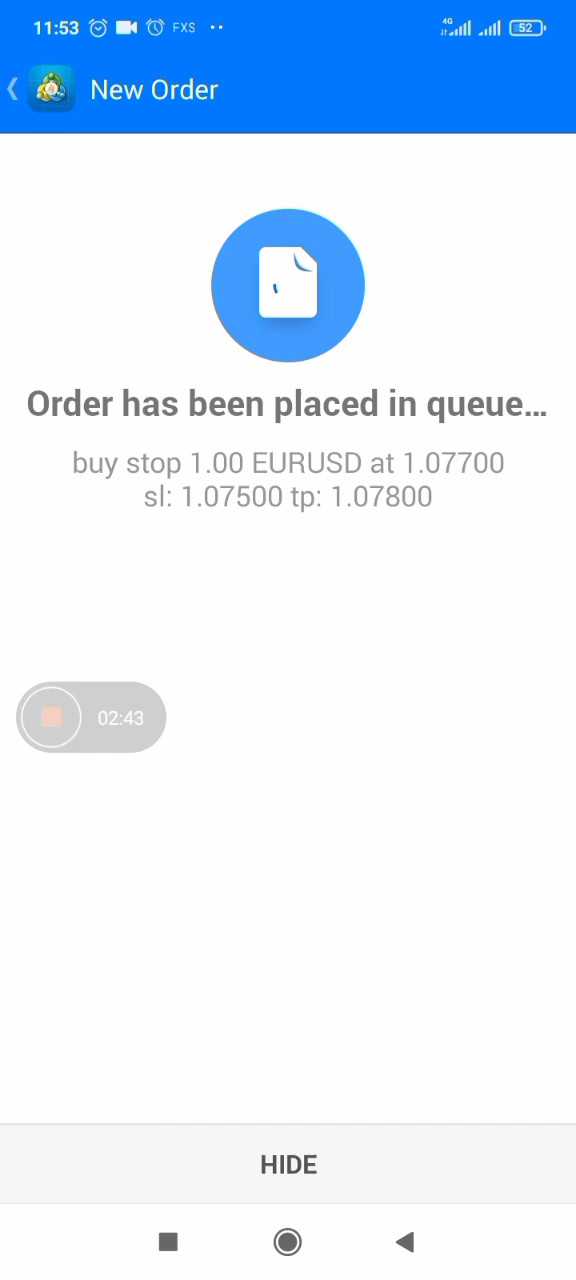 11:53 FXS 4G 52
New Order
Order has been placed in queue...
buy stop 1.00 EURUSD at 1.07700
sl: 1.07500 tp: 1.07800
02:43
HIDE